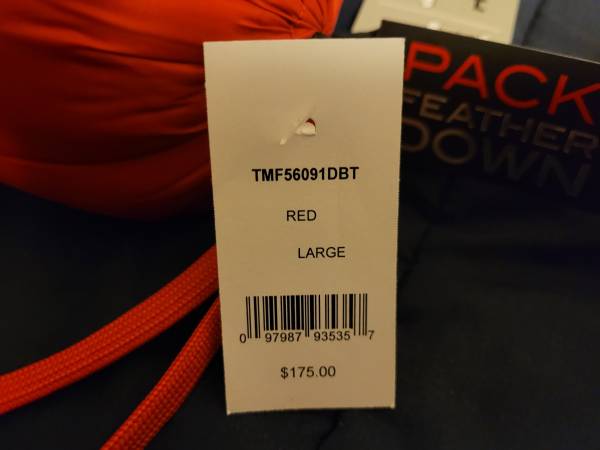 TMF56091DBT
RED
LARGE
0 97987 93535 7
$175.00
PACK
FEATHER
DOWN